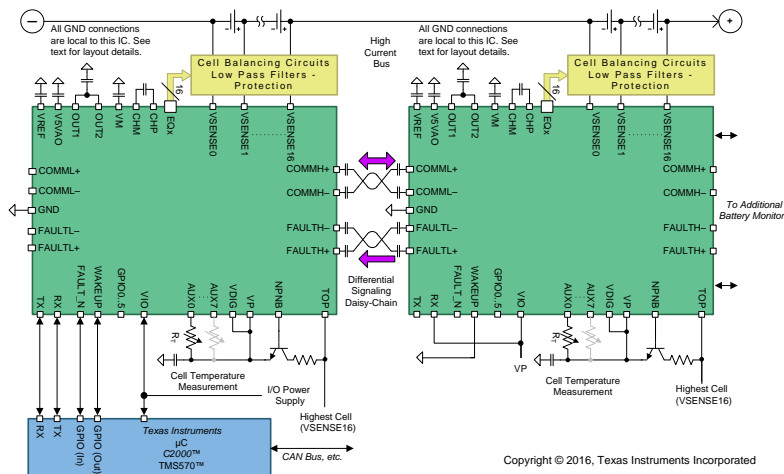 All GND connections
are local to this IC. See
text for layout details.
High
Current
Bus
All GND connections
are local to this IC. See
text for layout details.
Cell Balancing Circuits
Low Pass Filters -
Protection
Cell Balancing Circuits
Low Pass Filters -
Protection
16
16
VREF
V5VAO
OUT1
OUT2
VM
CHM
CHP
EQx
VSENSE0
VSENSE1
VSENSE16
VREF
V5VAO
OUT1
OUT2
VM
CHM
CHP
EQx
VSENSE0
VSENSE1
VSENSE16
COMML+
COMML–
GND
FAULTL–
FAULTL+
COMMH+
COMMH–
FAULTH–
FAULTH+
COMML+
COMML–
GND
FAULTL–
FAULTL+
COMMH+
COMMH–
FAULTH–
FAULTH+
To Additional
Battery Monitor
Differential
Signaling
Daisy-Chain
TX
RX
FAULT_N
WAKEUP
GPIO0..5
VIO
AUX0
AUX7
VDIG
VP
NPNB
TOP
TX
RX
FAULT_N
WAKEUP
GPIO0..5
VIO
AUX0
AUX7
VDIG
VP
NPNB
TOP
RT
RT
VP
Cell Temperature
Measurement
Cell Temperature
Measurement
I/O Power
Supply
Highest Cell
(VSENSE16)
Highest Cell
(VSENSE16)
RX
TX
GPIO (In)
GPIO (Out)
Texas Instruments
µC
C2000™
TMS570™
CAN Bus, etc.
Copyright © 2016, Texas Instruments Incorporated